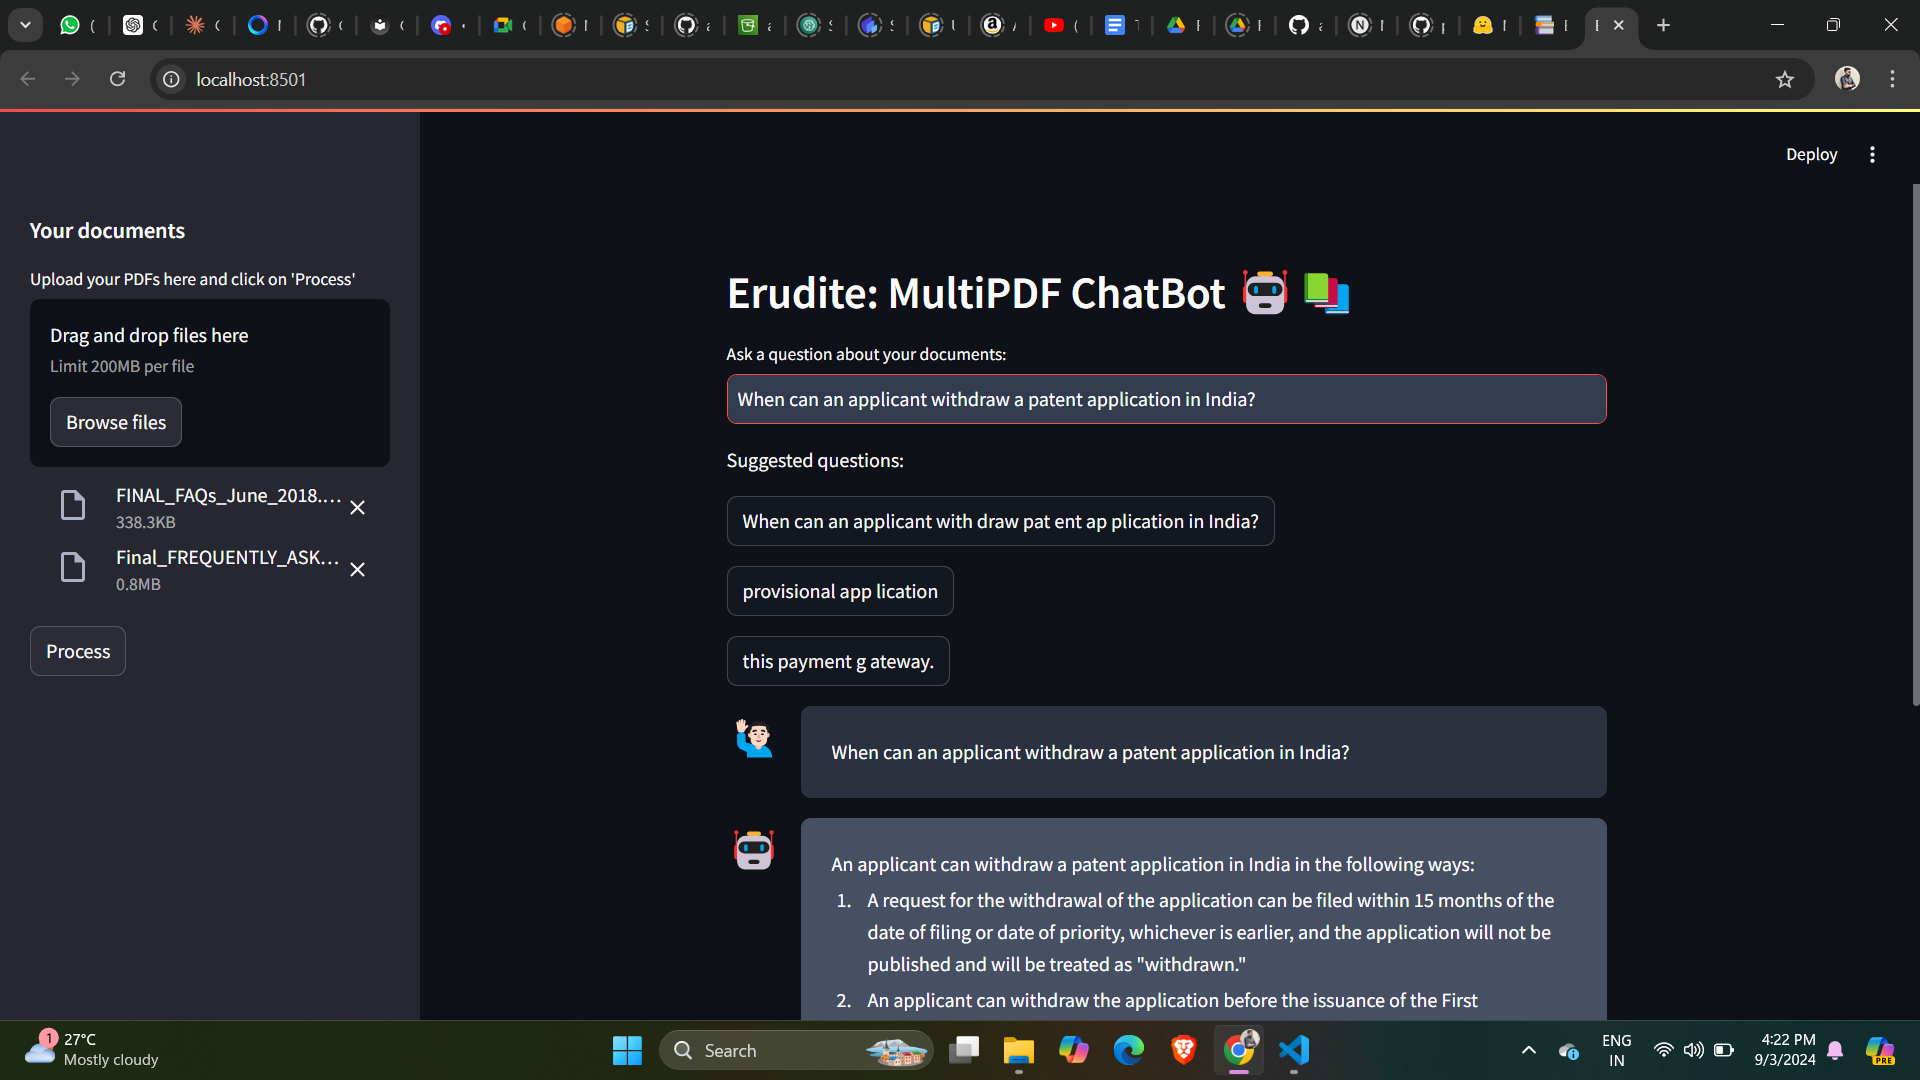 localhost:8501
Deploy
Your documents
Upload your PDFs here and click on 'Process'
Drag and drop files here
Limit 200MB per file
Browse files
FINAL_FAQs_June_2018....
338.3KB
Final_FREQUENTLY_ASK...
0.8MB
Process
Erudite: MultiPDF ChatBot
Ask a question about your documents:
When can an applicant withdraw a patent application in India?
Suggested questions:
When can an applicant with draw pat ent ap plication in India?
provisional app lication
this payment g ateway.
When can an applicant withdraw a patent application in India?
An applicant can withdraw a patent application in India in the following ways:
1. A request for the withdrawal of the application can be filed within 15 months of the
date of filing or date of priority, whichever is earlier, and the application will not be
published and will be treated as "withdrawn."
2. An applicant can withdraw the application before the issuance of the First
1
27°C
Mostly cloudy
Search
ENG
IN
4:22 PM
9/3/2024
PRE